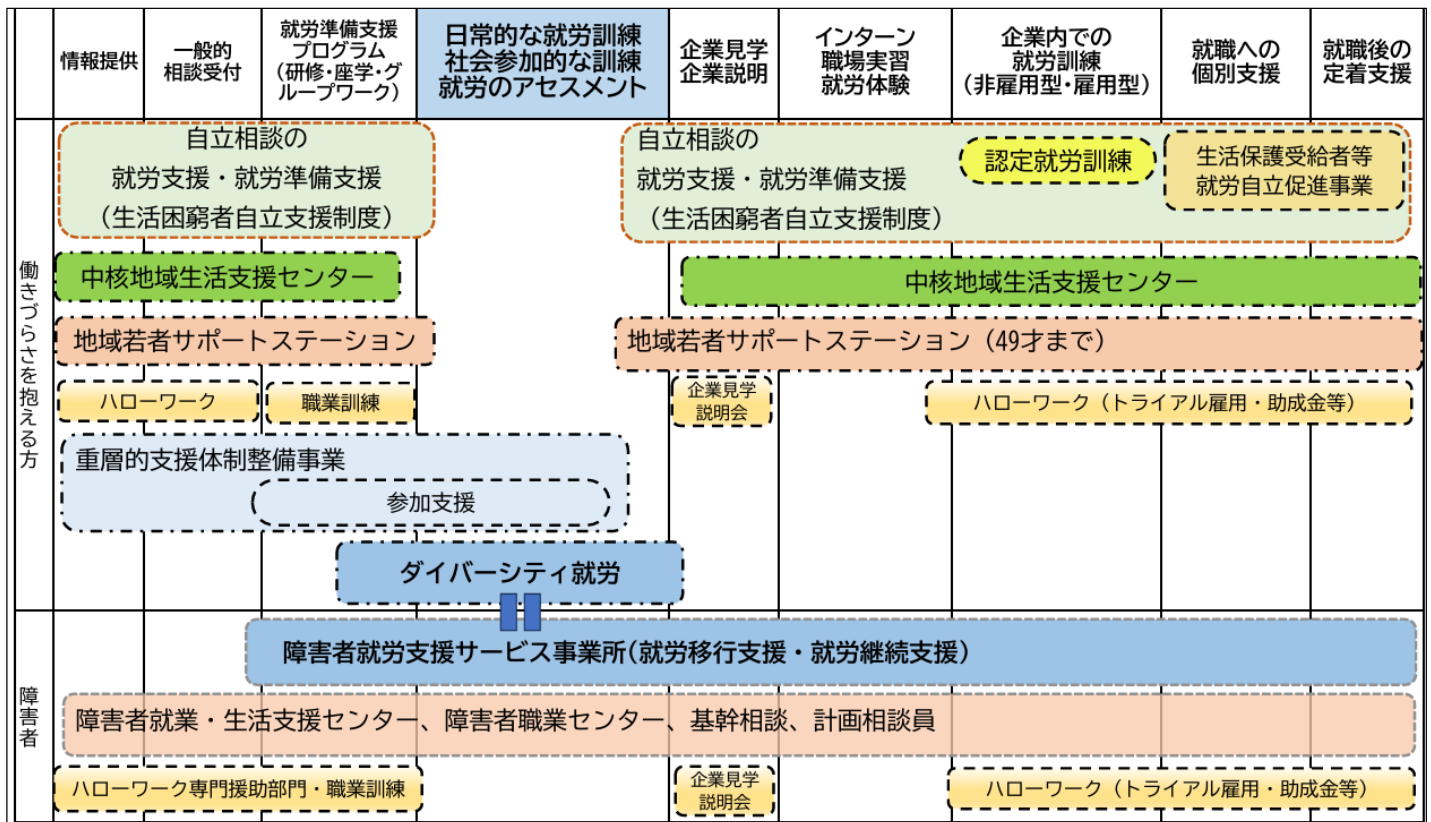 情報提供
一般的
相談受付
就労準備支援
プログラム
(研修・座学・グ
ループワーク)
日常的な就労訓練
社会参加的な訓練
就労のアセスメント
企業見学
企業説明
インターン
職場実習
就労体験
企業内での
就労訓練
(非雇用型・雇用型)
就職への
個別支援
就職後の
定着支援
働きづらさを抱える方
自立相談の
就労支援・就労準備支援
(生活困窮者自立支援制度)
自立相談の
就労支援・就労準備支援
(生活困窮者自立支援制度)
認定就労訓練
生活保護受給者等
就労自立促進事業
中核地域生活支援センター
中核地域生活支援センター
地域若者サポートステーション
地域若者サポートステーション(49才まで)
ハローワーク
職業訓練
企業見学
説明会
ハローワーク(トライアル雇用・助成金等)
重層的支援体制整備事業
参加支援
ダイバーシティ就労
障害者
障害者就労支援サービス事業所(就労移行支援・就労継続支援)
障害者就業・生活支援センター、障害者職業センター、基幹相談、計画相談員
ハローワーク専門援助部門・職業訓練
企業見学
説明会
ハローワーク(トライアル雇用・助成金等)